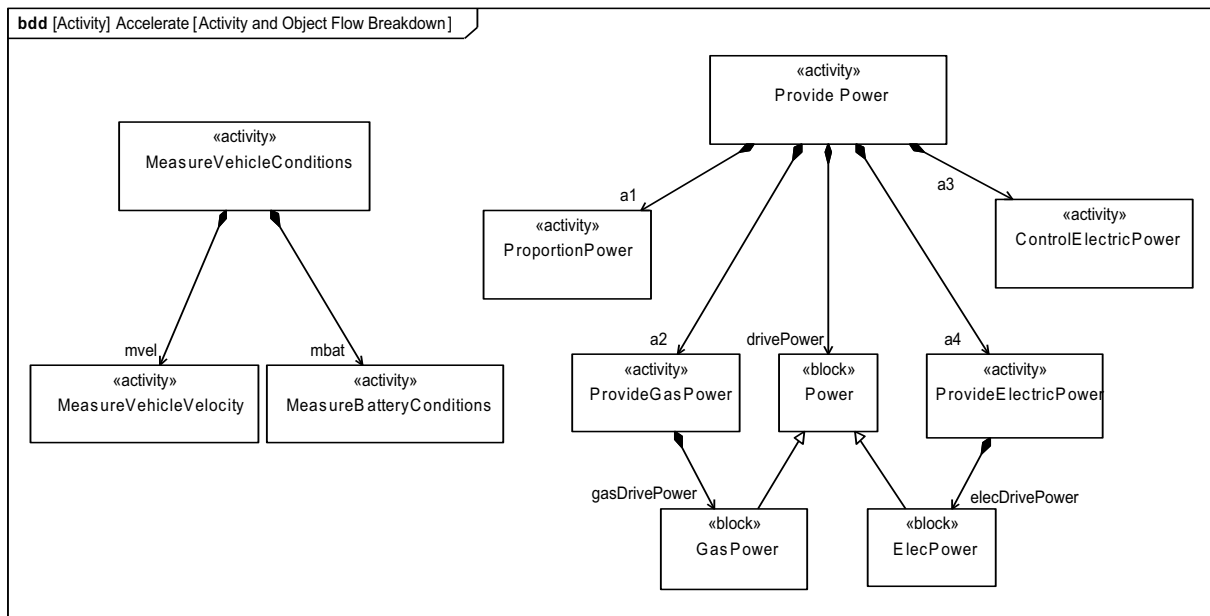 bdd [Activity] Accelerate [Activity and Object Flow Breakdown]
«activity»
Provide Power
«activity»
MeasureVehicleConditions
a1
a3
«activity»
ProportionPower
«activity»
ControlElectricPower
mvel
mbat
a2
drivePower
a4
«activity»
MeasureVehicleVelocity
«activity»
MeasureBatteryConditions
«activity»
ProvideGasPower
«block»
Power
«activity»
ProvideElectricPower
gasDrivePower
elecDrivePower
«block»
GasPower
«block»
ElecPower